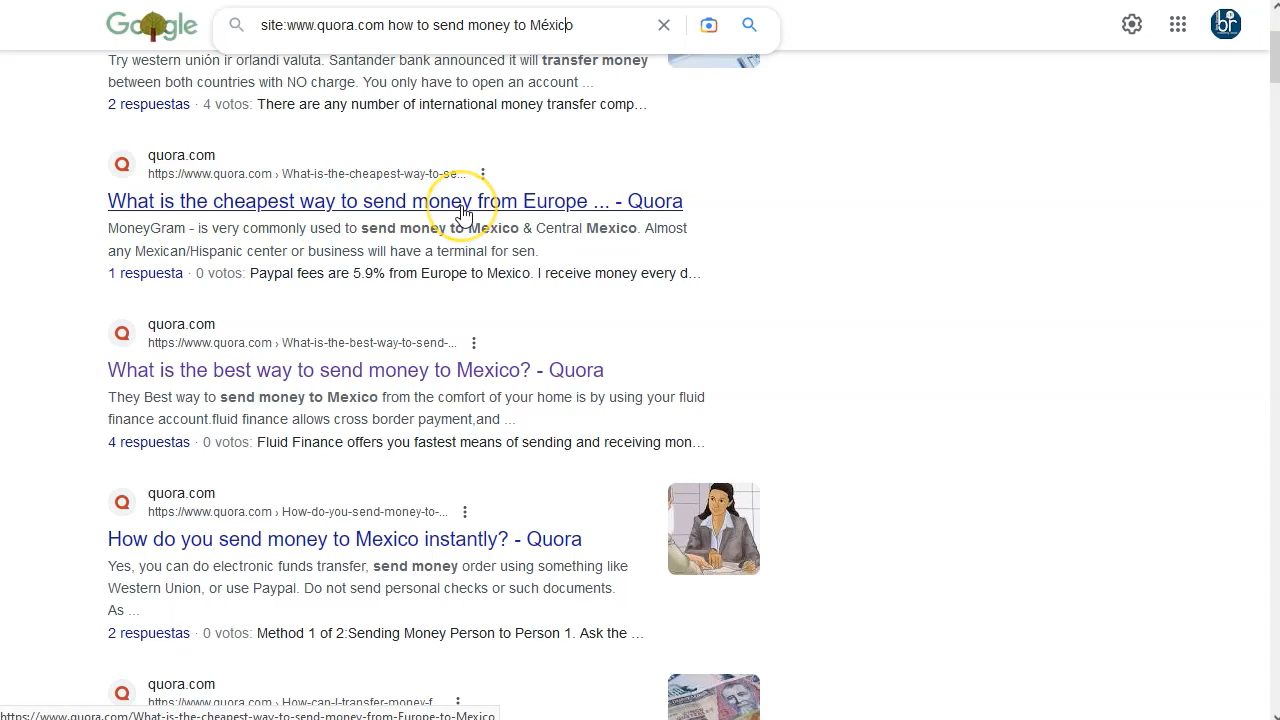 Google
site:www.quora.com how to send money to México
br
Try western unión ir orlandi valuta. Santander bank announced it will transfer money
between both countries with NO charge. You only have to open an account ...
2 respuestas · 4 votos: There are any number of international money transfer comp…
quora.com
https://www.quora.com › What-is-the-cheapest-way-to-se...
What is the cheapest way to send money from Europe ... - Quora
MoneyGram - is very commonly used to send money to Mexico & Central Mexico. Almost
any Mexican/Hispanic center or business will have a terminal for sen.
1 respuesta · 0 votos: Paypal fees are 5.9% from Europe to Mexico. I receive money every d…
quora.com
https://www.quora.com › What-is-the-best-way-to-send-...
What is the best way to send money to Mexico? - Quora
They Best way to send money to Mexico from the comfort of your home is by using your fluid
finance account.fluid finance allows cross border payment,and ...
4 respuestas · 0 votos: Fluid Finance offers you fastest means of sending and receiving mon…
quora.com
https://www.quora.com › How-do-you-send-money-to-...
How do you send money to Mexico instantly? - Quora
Yes, you can do electronic funds transfer, send money order using something like
Western Union, or use Paypal. Do not send personal checks or such documents.
As ...
2 respuestas · 0 votos: Method 1 of 2:Sending Money Person to Person 1. Ask the …
quora.com
https://www.quora.com › How-can-I-transfer-money-f...
https://www.quora.com/What-is-the-cheapest-way-to-send-money-from-Europe-to-Mexico